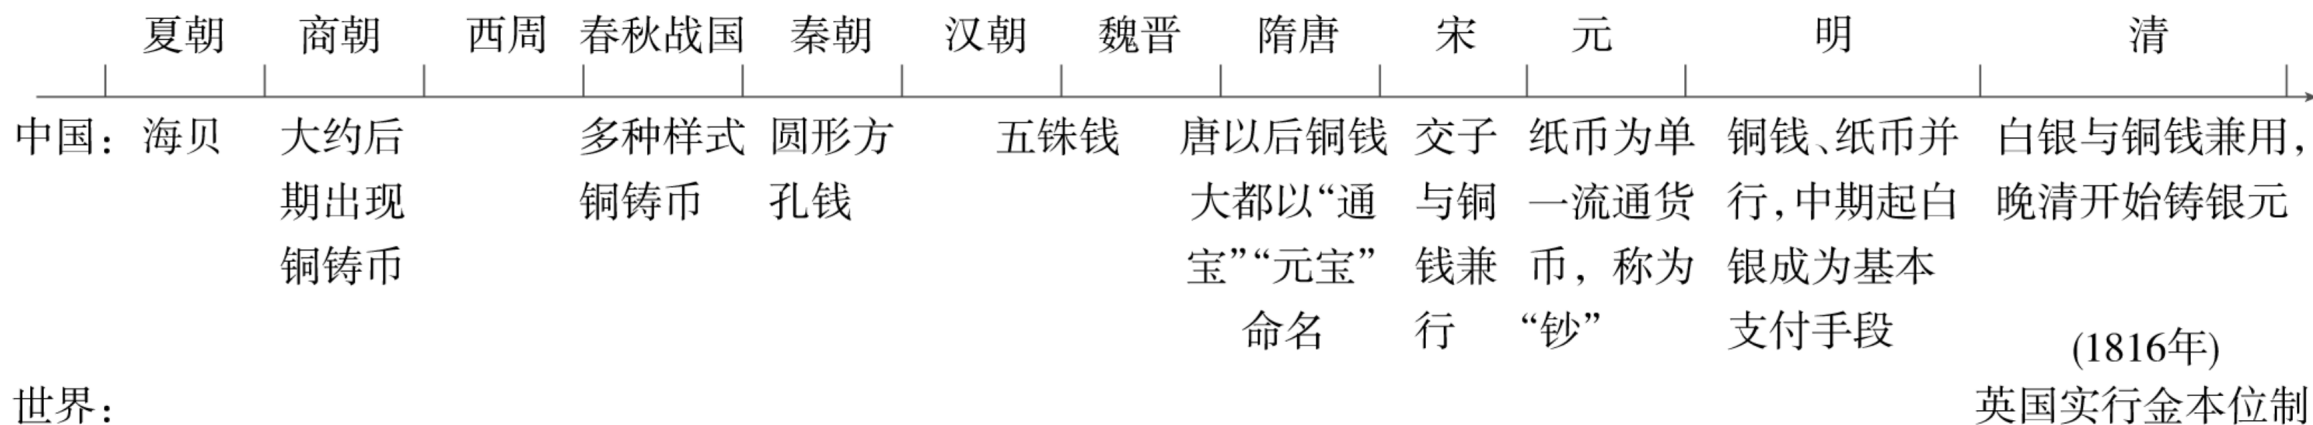 夏朝 商朝 西周 春秋战国 秦朝 汉朝 魏晋 隋唐 宋 元 明 清
中国：海贝 大约后 多种样式 圆形方 五铢钱 唐以后铜钱 交子 纸币为单 铜钱、纸币并 白银与铜钱兼用，
期出现 铜铸币 孔钱 大都以“通 与铜 一流通货 行，中期起白 晚清开始铸银元
铜铸币 宝”“元宝” 钱兼 币，称为 银成为基本
命名 行 “钞” 支付手段 (1816年)
世界： 英国实行金本位制